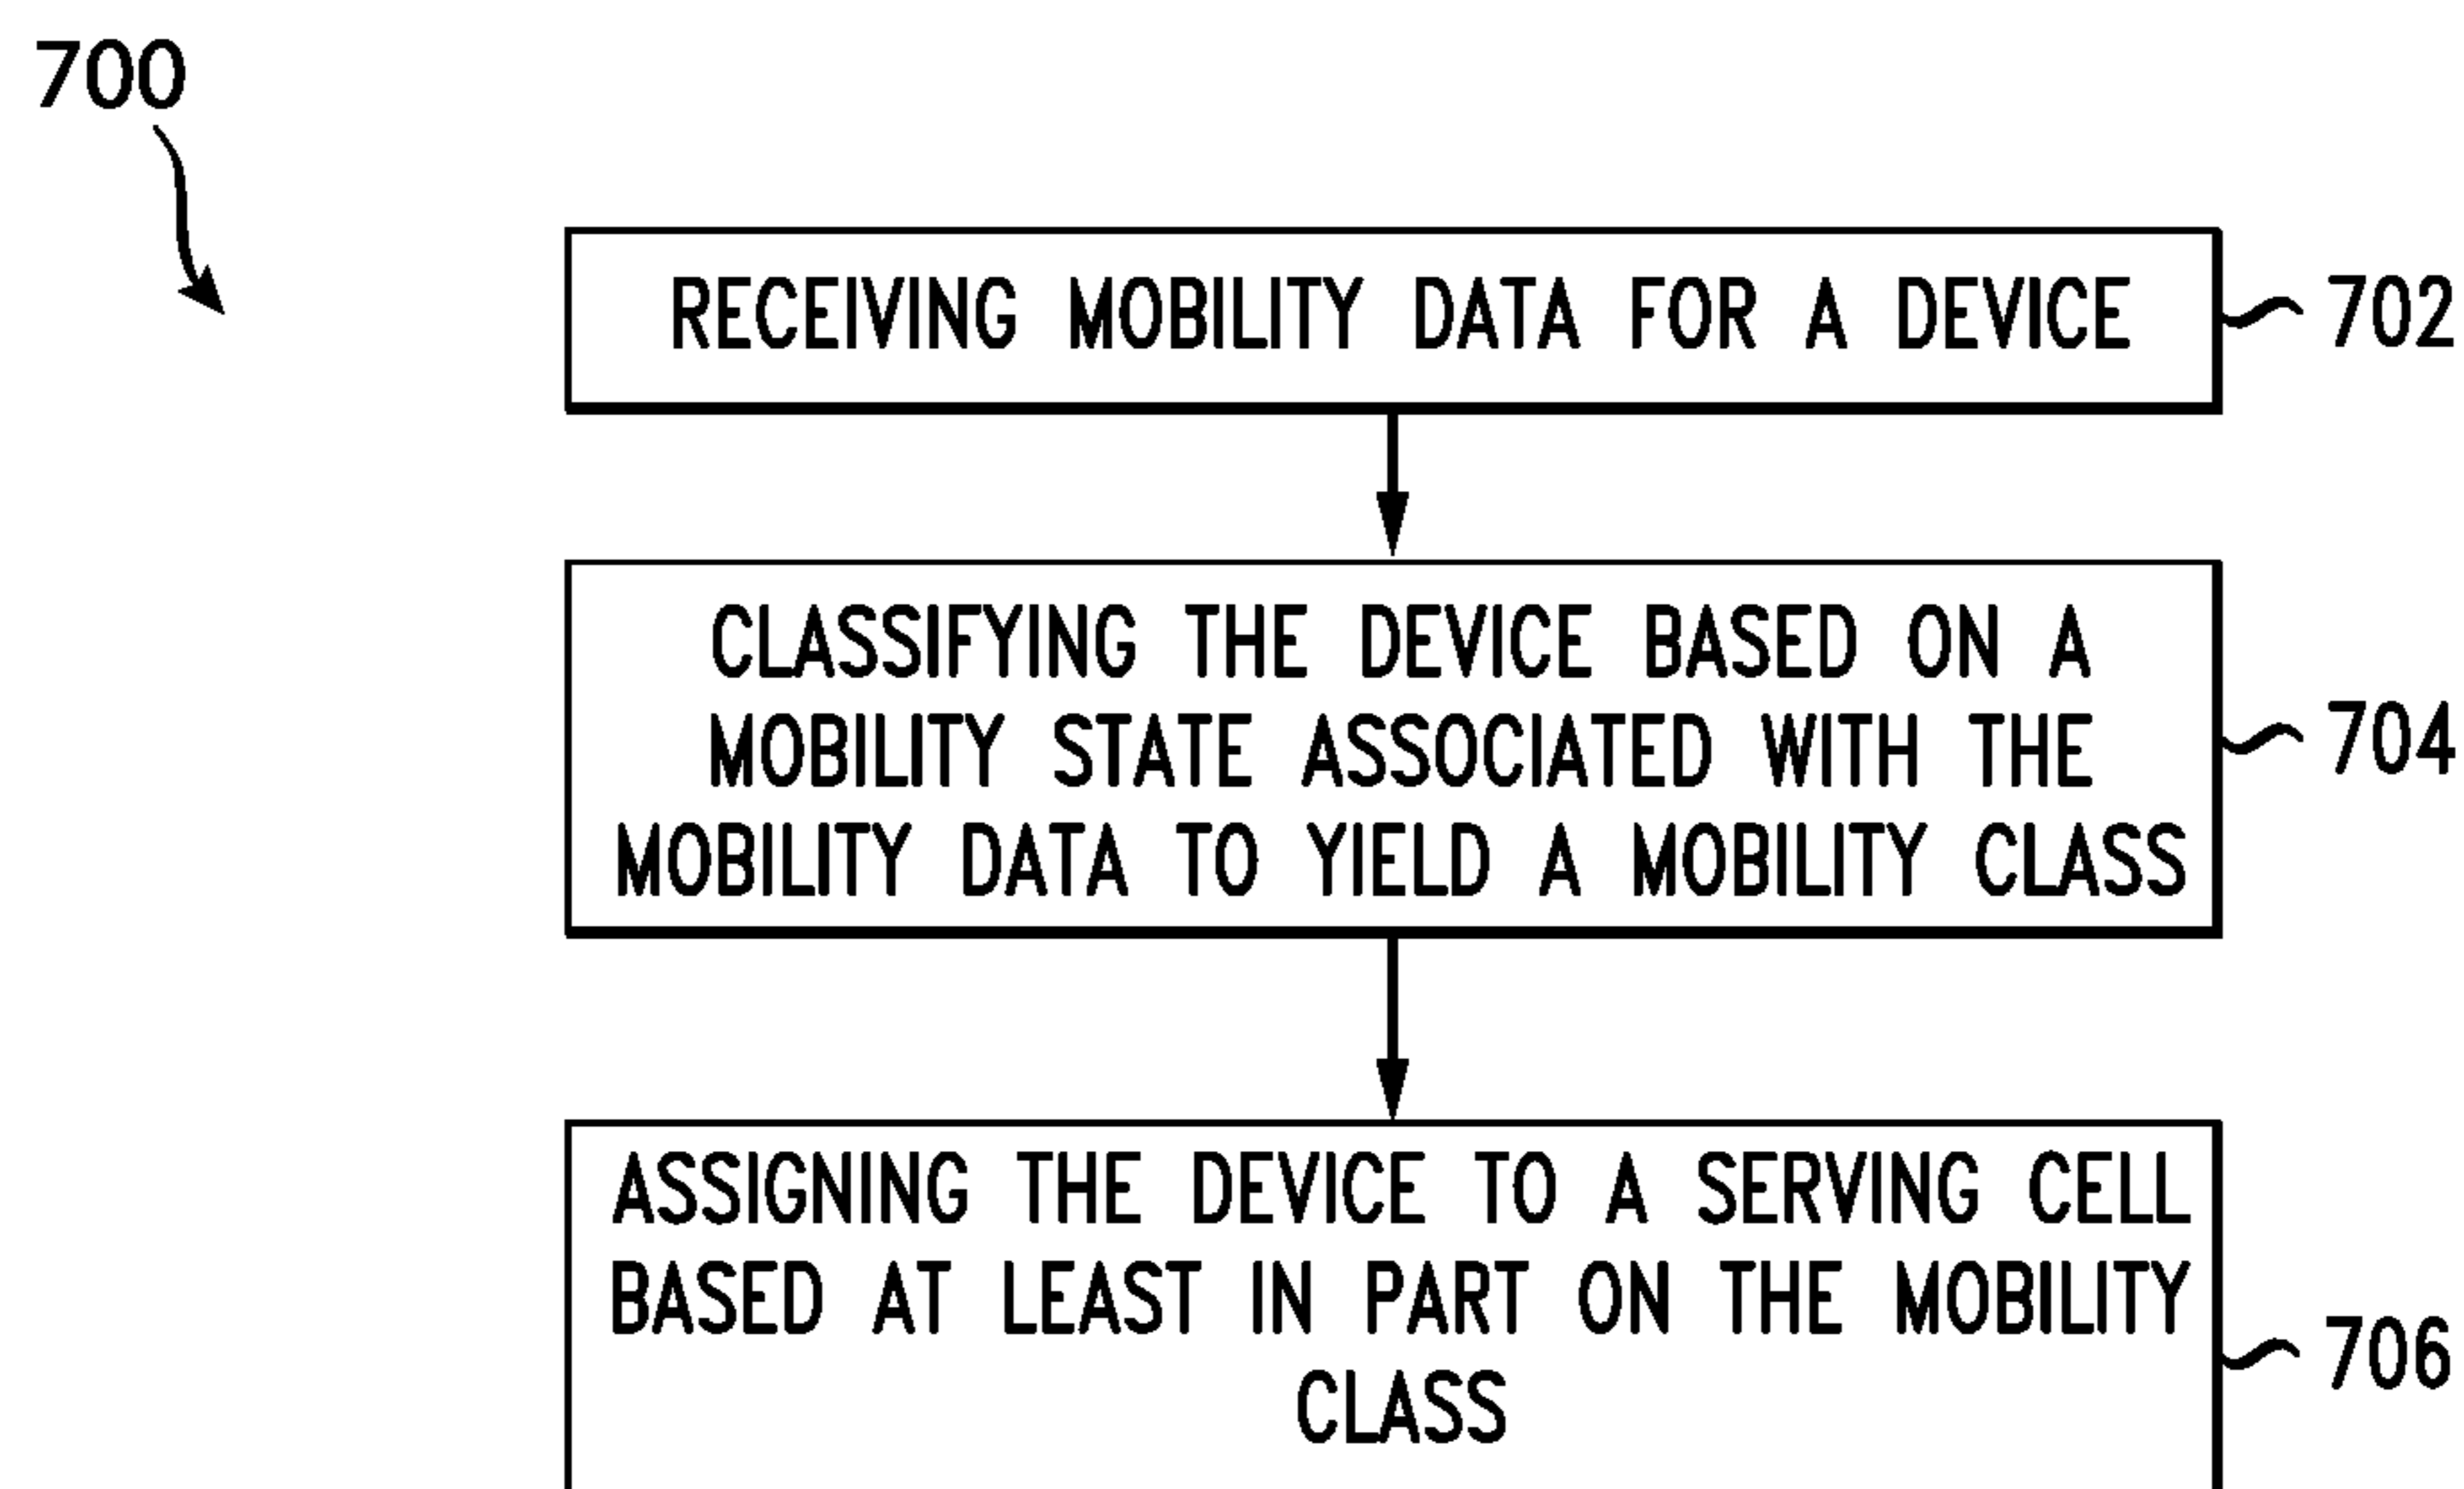 700
RECEIVING MOBILITY DATA FOR A DEVICE
702
CLASSIFYING THE DEVICE BASED ON A
MOBILITY STATE ASSOCIATED WITH THE
MOBILITY DATA TO YIELD A MOBILITY CLASS
704
ASSIGNING THE DEVICE TO A SERVING CELL
BASED AT LEAST IN PART ON THE MOBILITY
CLASS
706